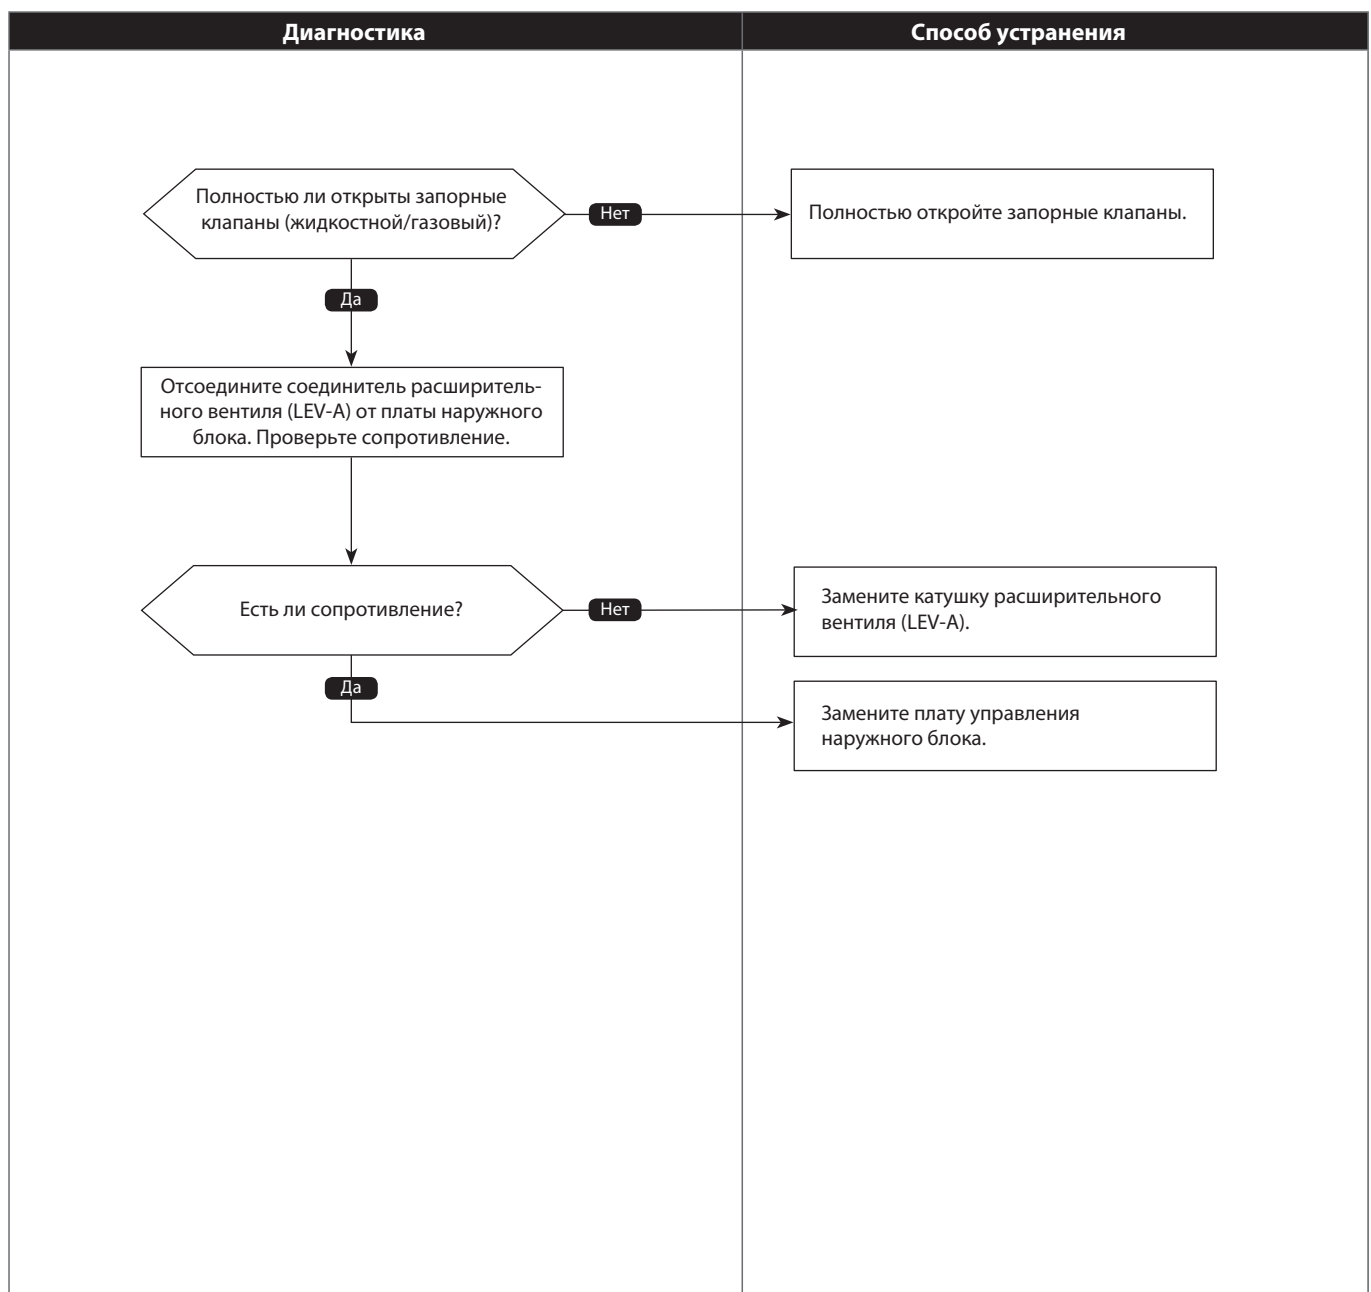 Диагностика
Способ устранения
Полностью ли открыты запорные
клапаны (жидкостной/газовый)?
Нет
Полностью откройте запорные клапаны.
Да
Отсоедините соединитель расширитель-
ного вентиля (LEV-A) от платы наружного
блока. Проверьте сопротивление.
Есть ли сопротивление?
Нет
Замените катушку расширительного
вентиля (LEV-A).
Да
Замените плату управления
наружного блока.